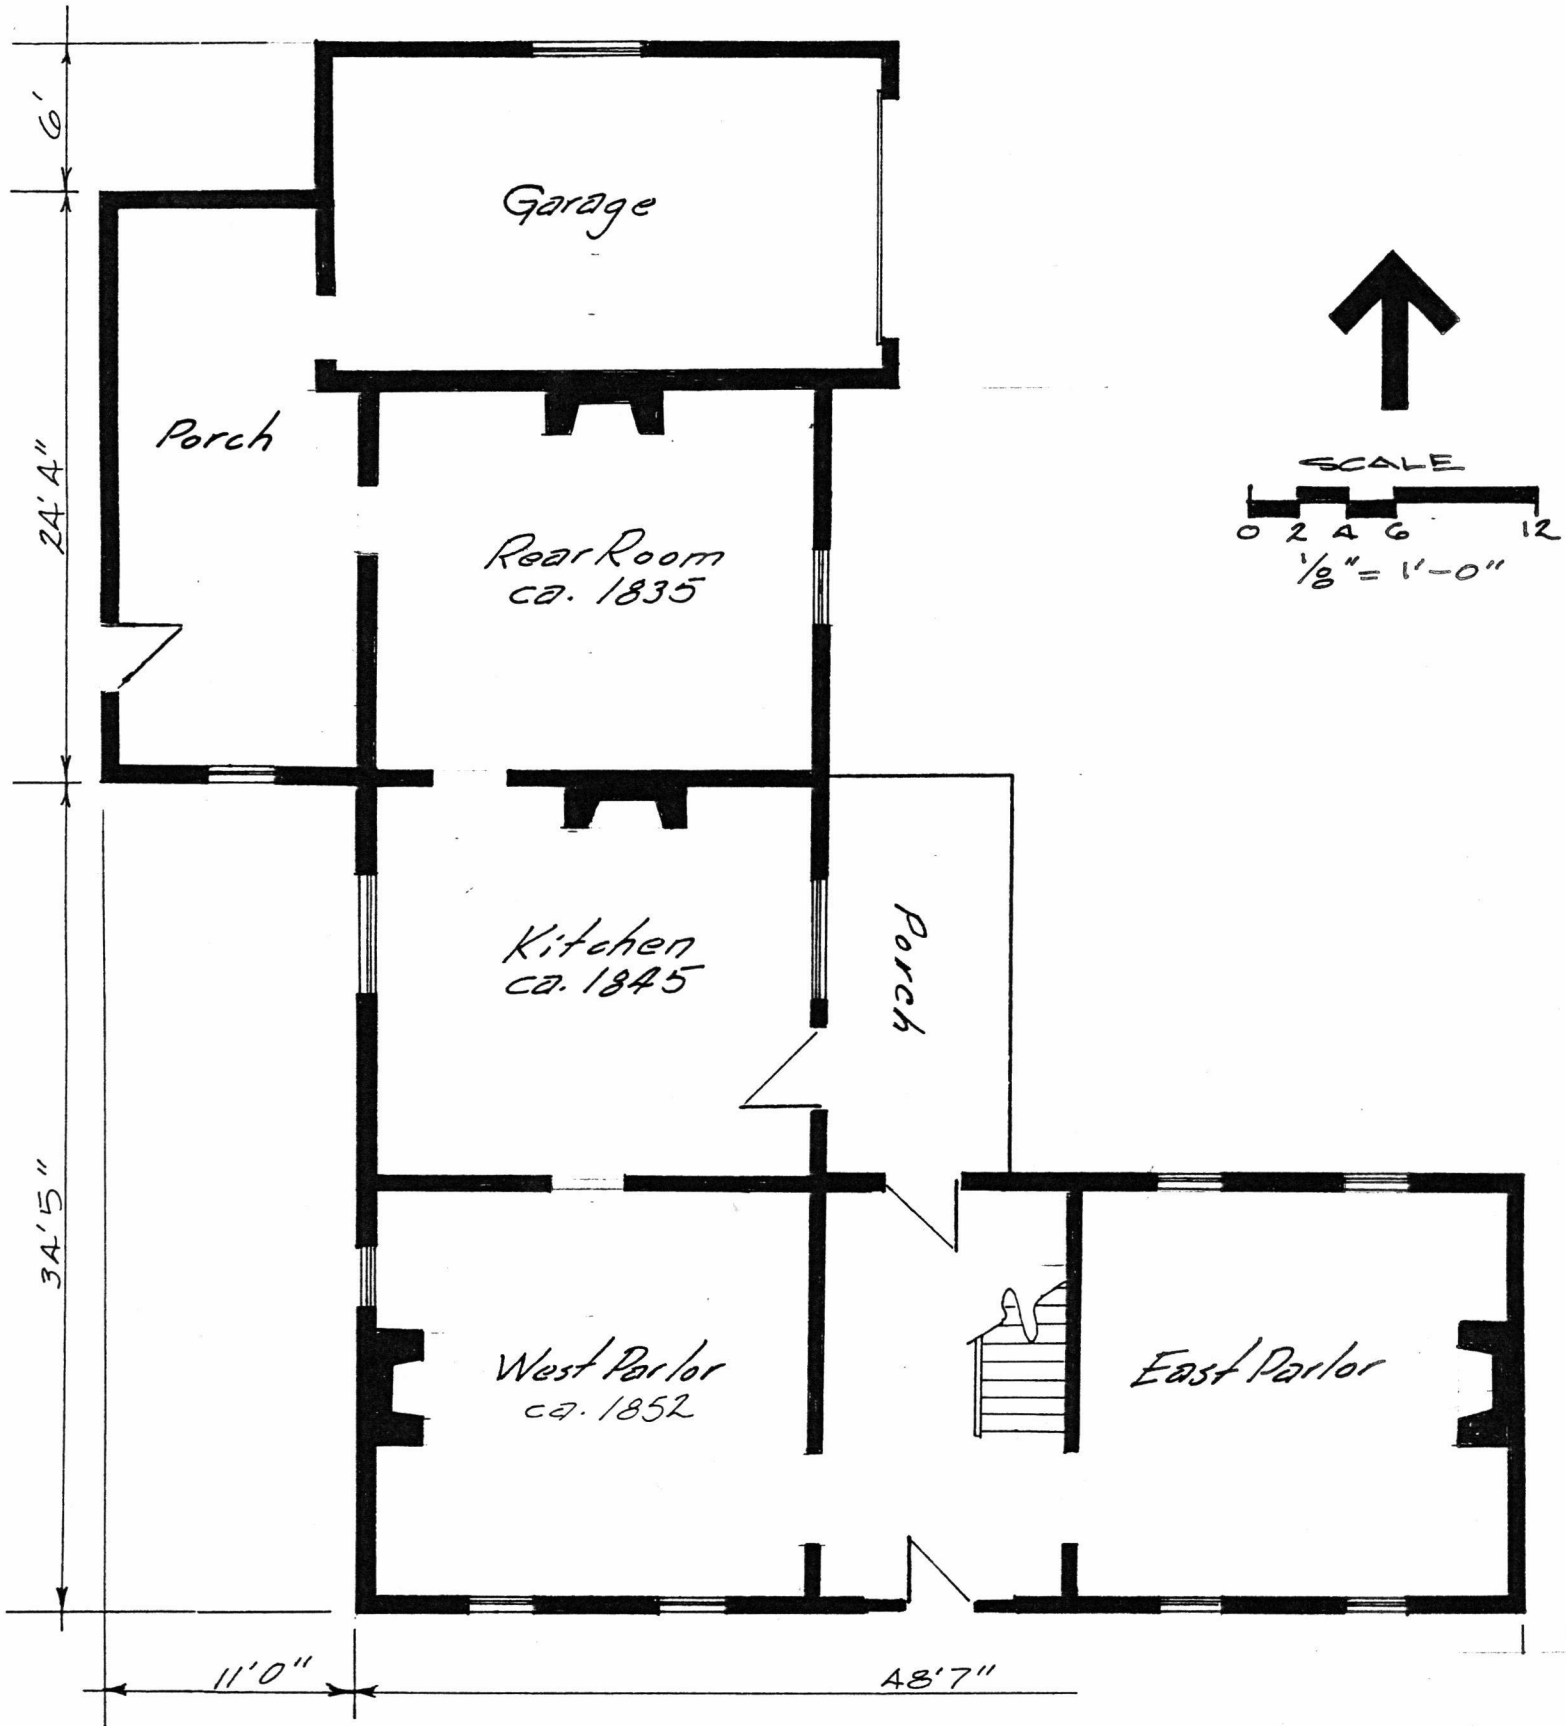 6'
Garage
Porch
24'4"
SCALE
0 2 4 6 12
1/8" = 1'-0"
Rear Room
ca. 1835
Kitchen
ca. 1845
Porch
34'5"
West Parlor
ca. 1852
East Parlor
11'0"
48'7"